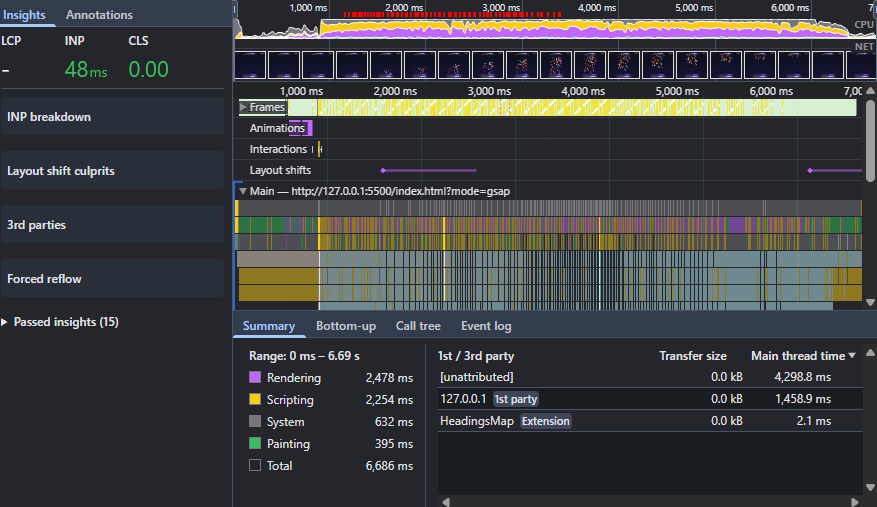 Insights Annotations
LCP INP CLS
- 48ms 0.00
INP breakdown
Layout shift culprits
3rd parties
Forced reflow
Passed insights (15)
1,000 ms 2,000 ms 3,000 ms 4,000 ms 5,000 ms 6,000 ms
CPU
NET
1,000 ms 2,000 ms 3,000 ms 4,000 ms 5,000 ms 6,000 ms 7,0
Frames
Animations
Interactions
Layout shifts
Main — http://127.0.0.1:5500/index.html?mode=gsap
Summary Bottom-up Call tree Event log
Range: 0 ms – 6.69 s
Rendering 2,478 ms
Scripting 2,254 ms
System 632 ms
Painting 395 ms
Total 6,686 ms
1st / 3rd party Transfer size Main thread time
[unattributed] 0.0 kB 4,298.8 ms
127.0.0.1 1st party 0.0 kB 1,458.9 ms
HeadingsMap Extension 0.0 kB 2.1 ms